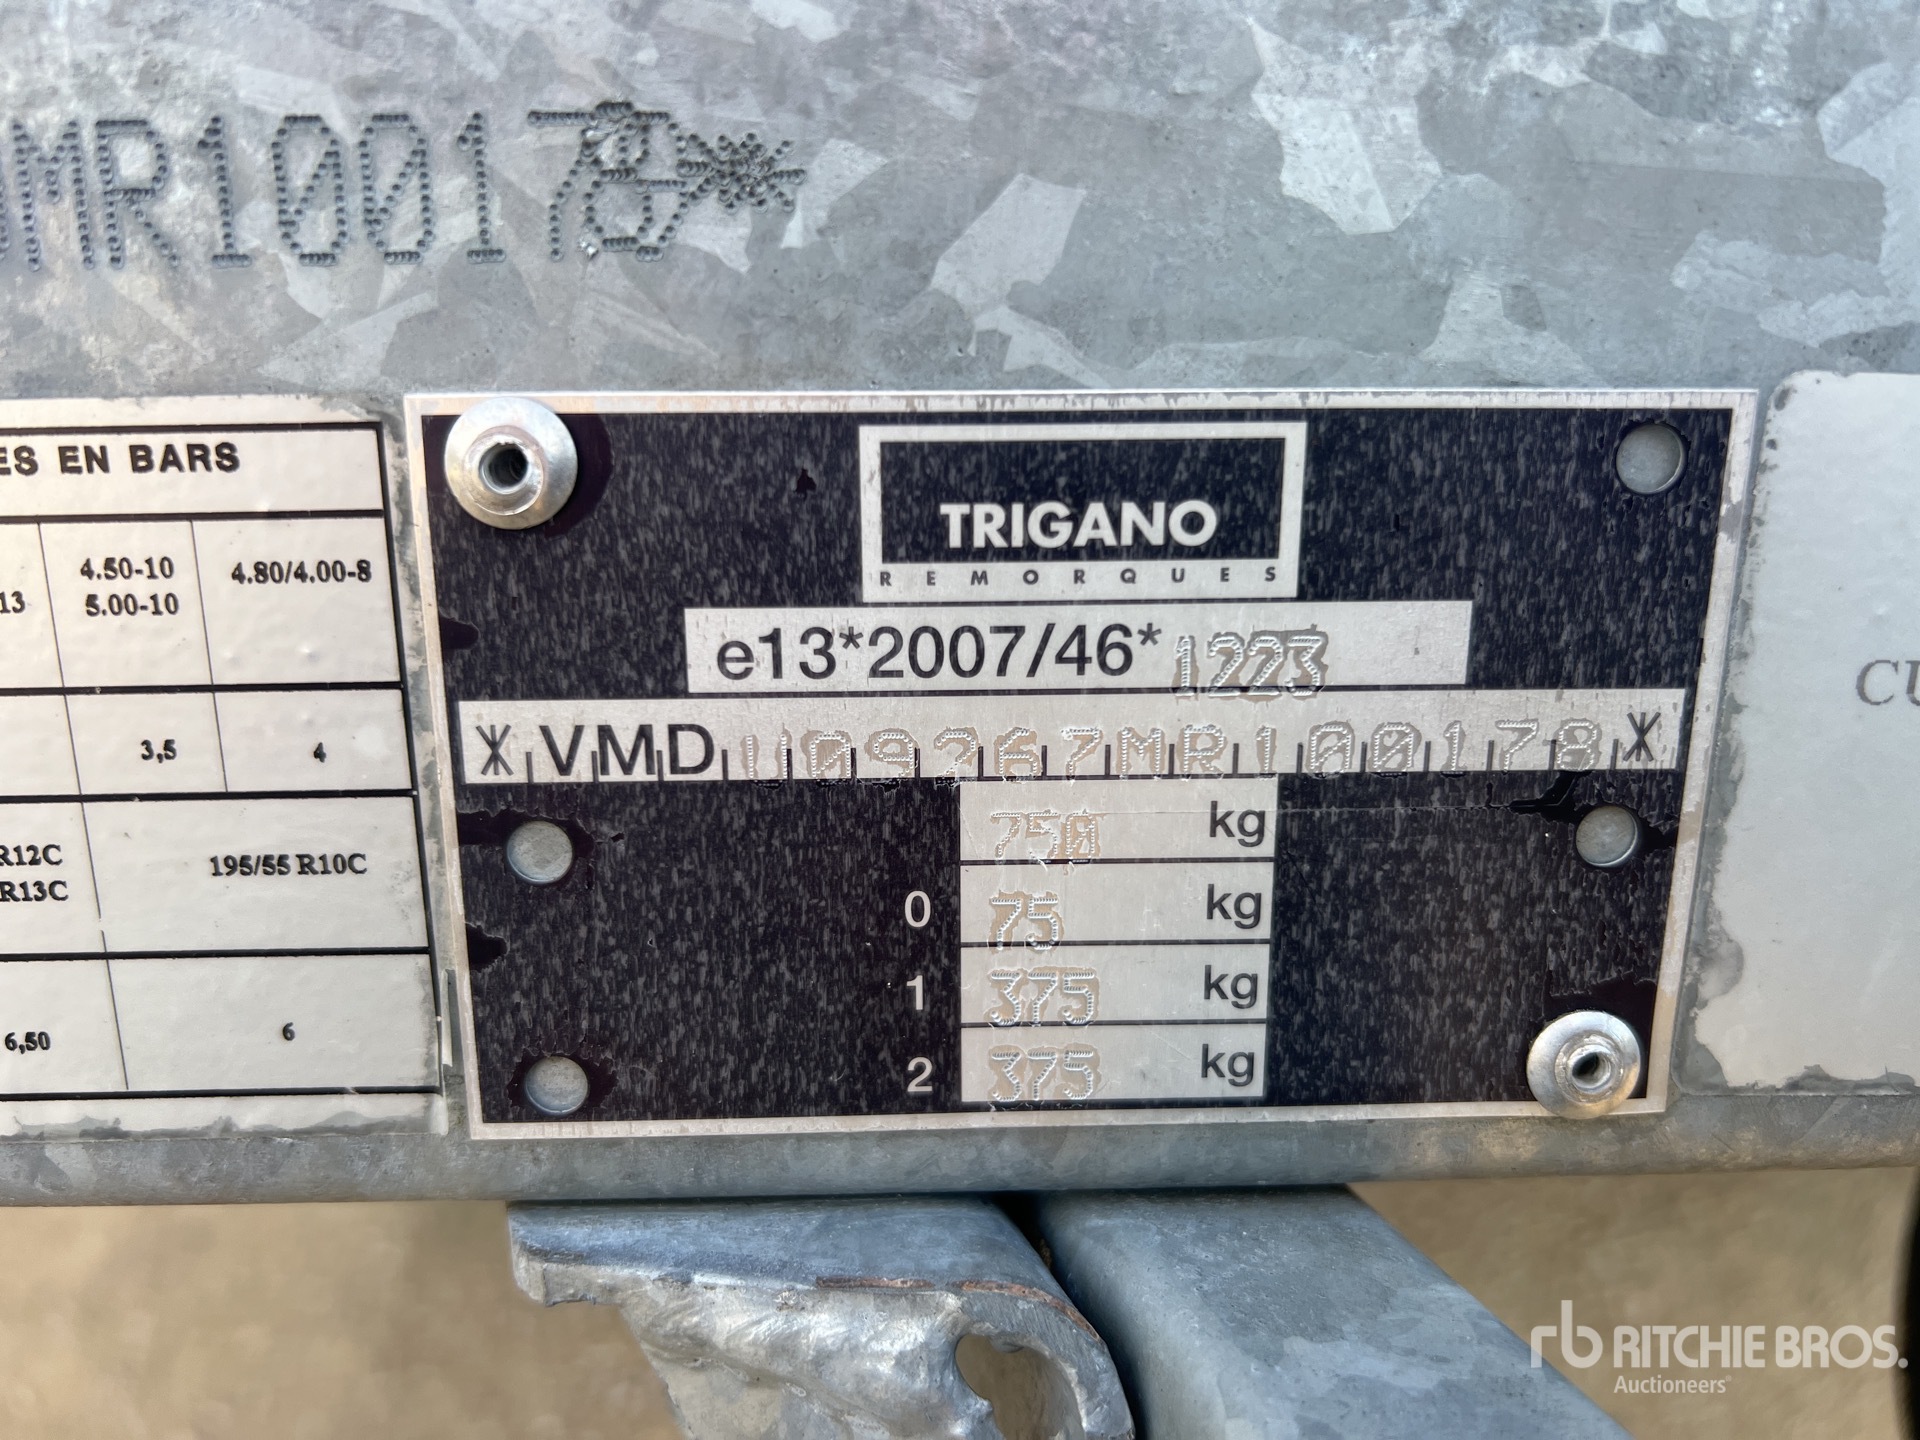 MR100178*
ES EN BARS
4.50-10
4.80/4.00-8
13
5.00-10
3,5
4
R12C
195/55 R10C
R13C
6,50
6
TRIGANO
REMORQUES
e13*2007/46*1223
*VMDU09267MR100178*
750 kg
0 75 kg
1 375 kg
2 375 kg
CU
rb RITCHIE BROS.
Auctioneers